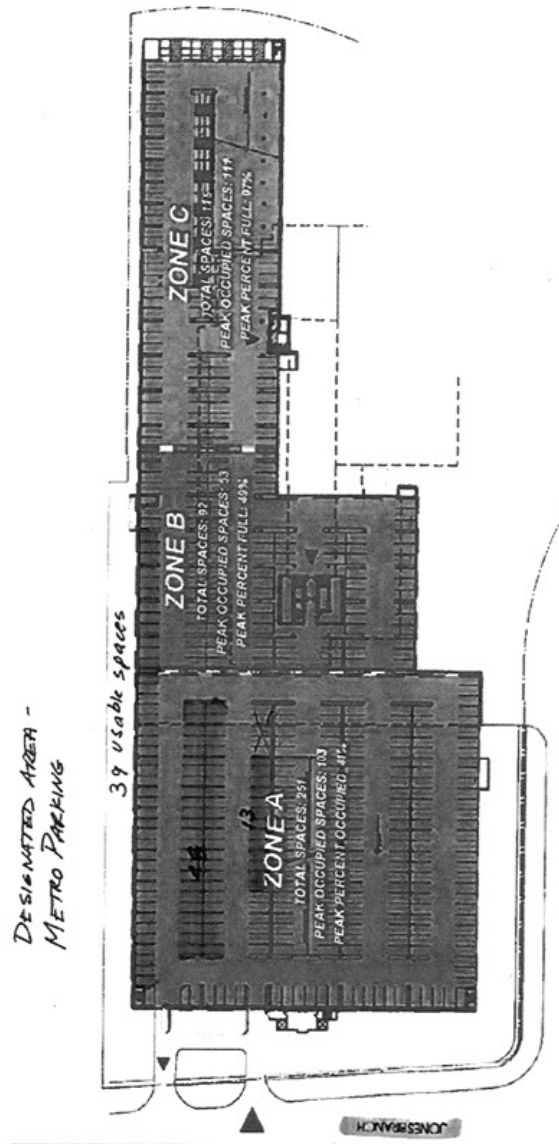 DESIGNATED AREA -
METRO PARKING
39 usable spaces
ZONE C
TOTAL SPACES: 115
PEAK OCCUPIED SPACES: 111
PEAK PERCENT FULL: 97%
ZONE B
TOTAL SPACES: 92
PEAK OCCUPIED SPACES: 53
PEAK PERCENT FULL: 49%
48
13
ZONE A
TOTAL SPACES: 251
PEAK OCCUPIED SPACES: 103
PEAK PERCENT OCCUPIED: 41%
JONES BRANCH